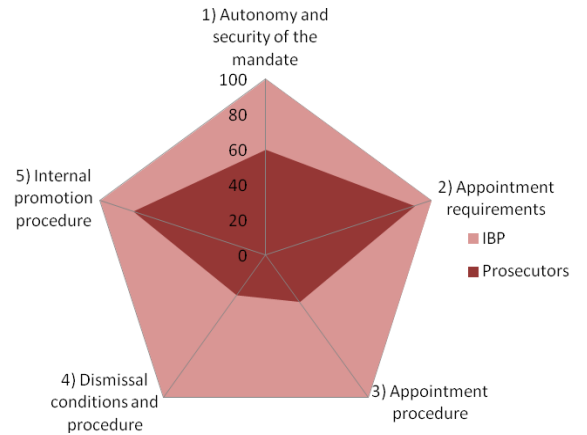 1) Autonomy and
security of the
mandate
100
80
60
40
20
0
5) Internal
promotion
procedure
2) Appointment
requirements
IBP
Prosecutors
4) Dismissal
conditions and
procedure
3) Appointment
procedure